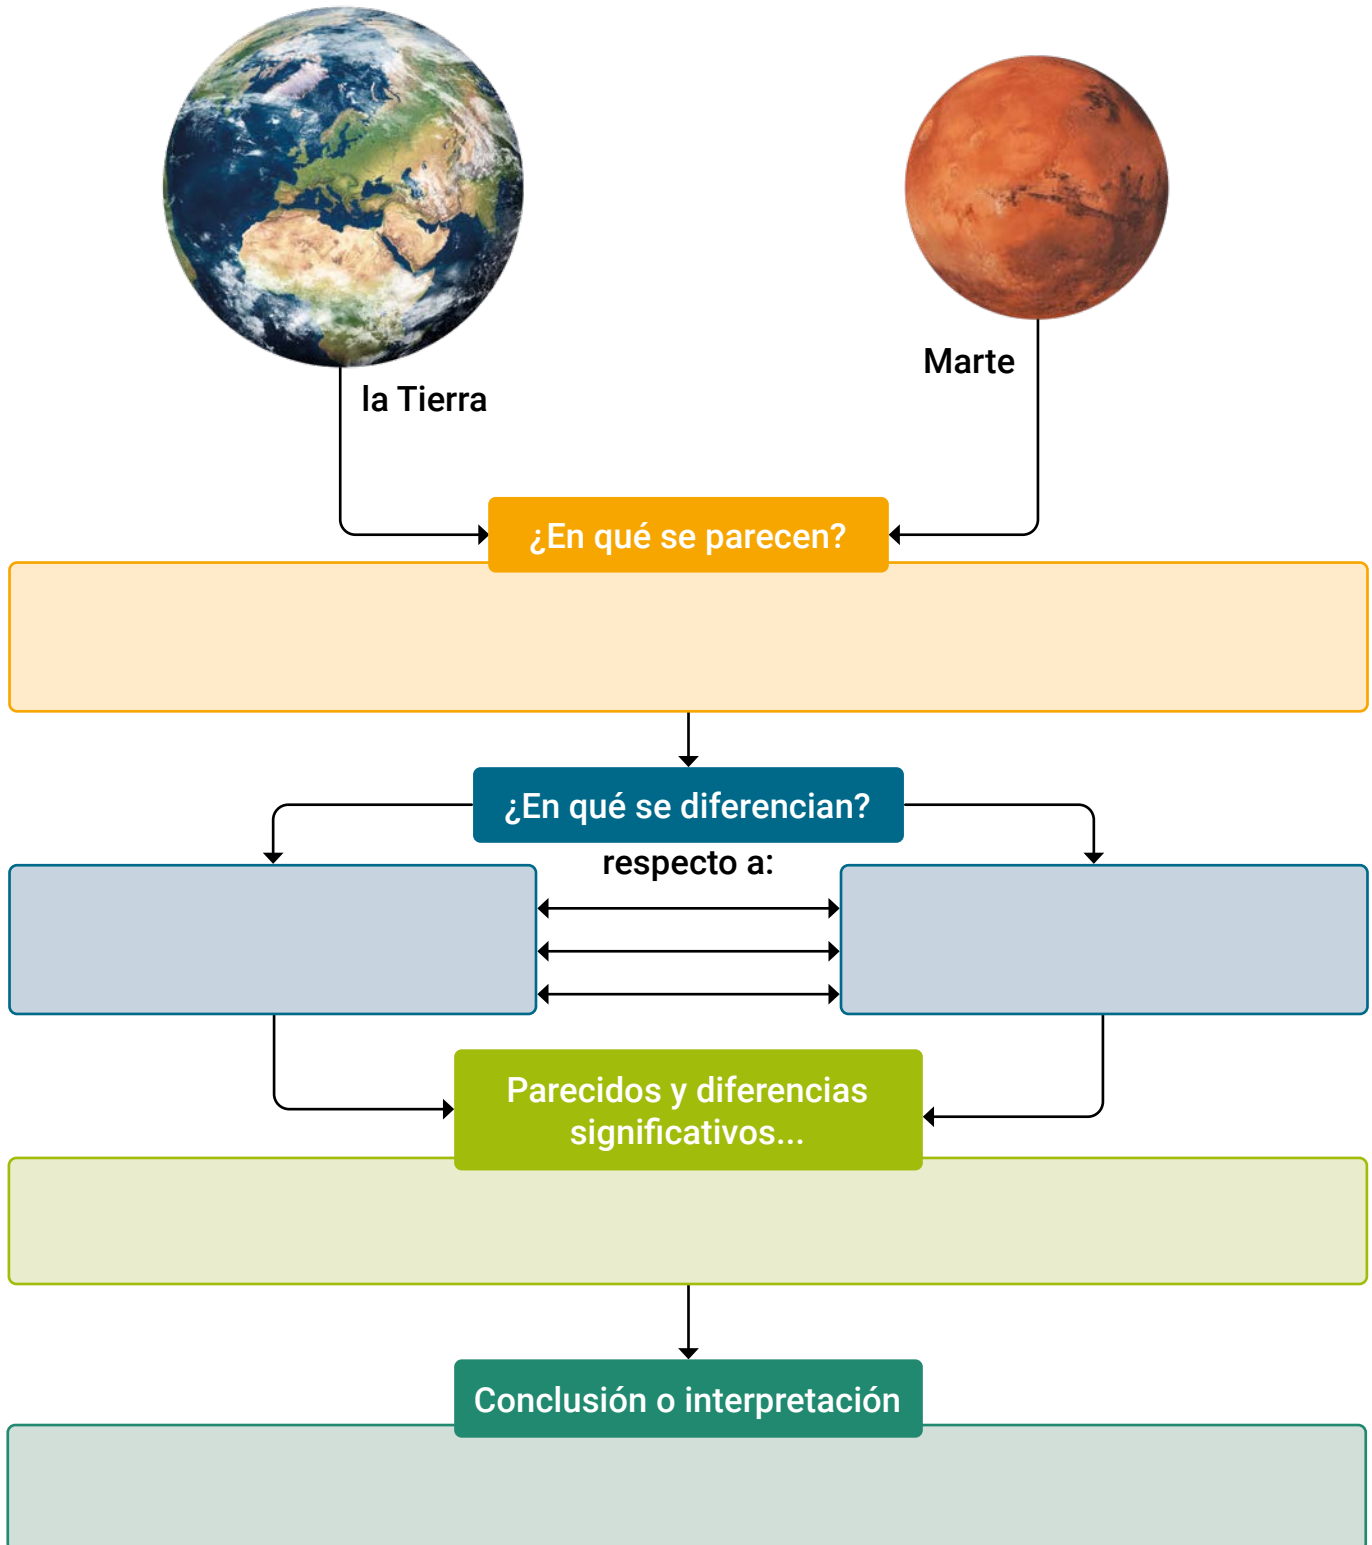 la Tierra
Marte
¿En qué se parecen?
¿En qué se diferencian?
respecto a:
Parecidos y diferencias
significativos...
Conclusión o interpretación